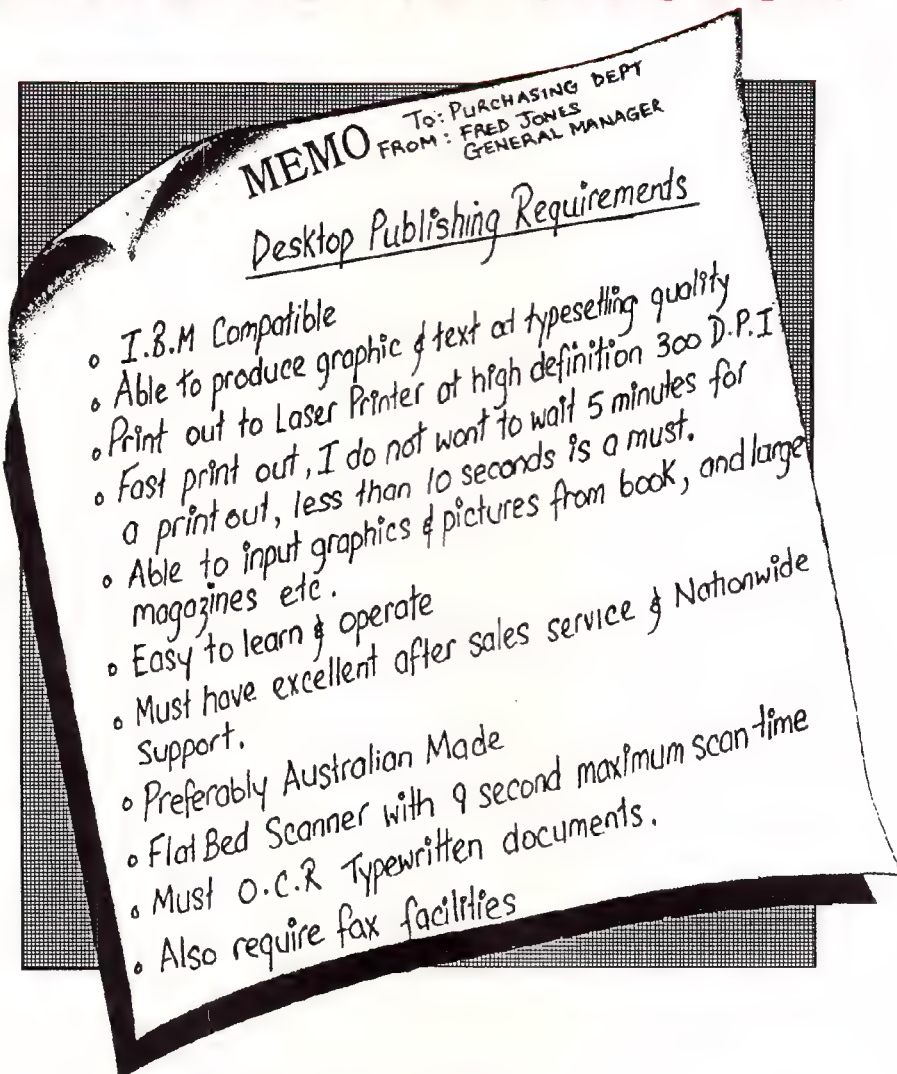 MEMO To: PURCHASING DEPT
FROM: FRED JONES
GENERAL MANAGER
Desktop Publishing Requirements
o I.B.M Compatible
o Able to produce graphic & text at typesetting quality
o Print out to Laser Printer at high definition 300 D.P.I
o Fast print out, I do not want to wait 5 minutes for
a print out, less than 10 seconds is a must.
o Able to input graphics & pictures from book, and large
magazines etc.
o Easy to learn & operate
o Must have excellent after sales service & Nationwide
support.
o Preferably Australian Made
o Flat Bed Scanner with 9 second maximum scan time
o Must O.C.R Typewritten documents.
o Also require fax facilities